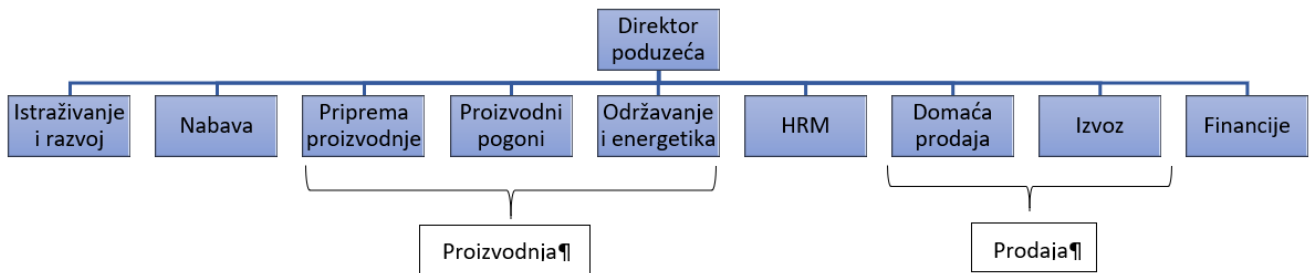 Direktor
poduzeća
Istraživanje
i razvoj
Nabava
Priprema
proizvodnje
Proizvodni
pogoni
Održavanje
i energetika
HRM
Domaća
prodaja
Izvoz
Financije
Proizvodnja¶
Prodaja¶